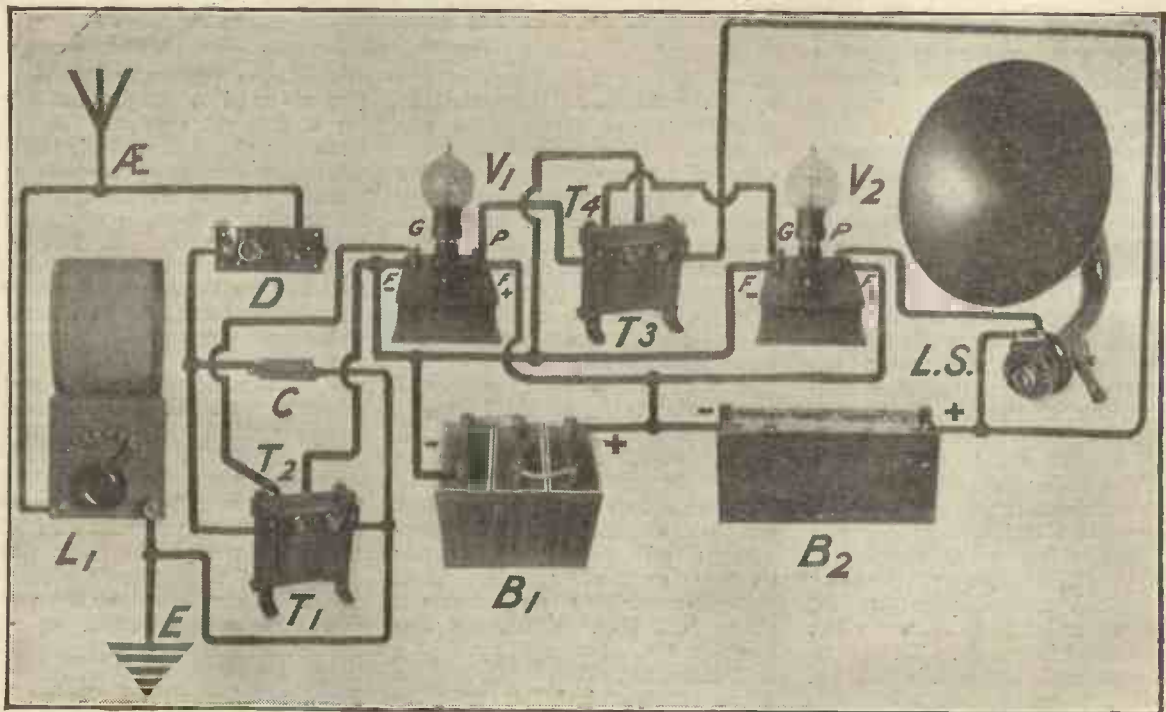 Æ
D
V1
G
P
F
-
F
+
T4
T3
G
P
F
-
F
+
V2
L.S.
C
T2
T1
L1
E
-
+
B1
-
+
B2